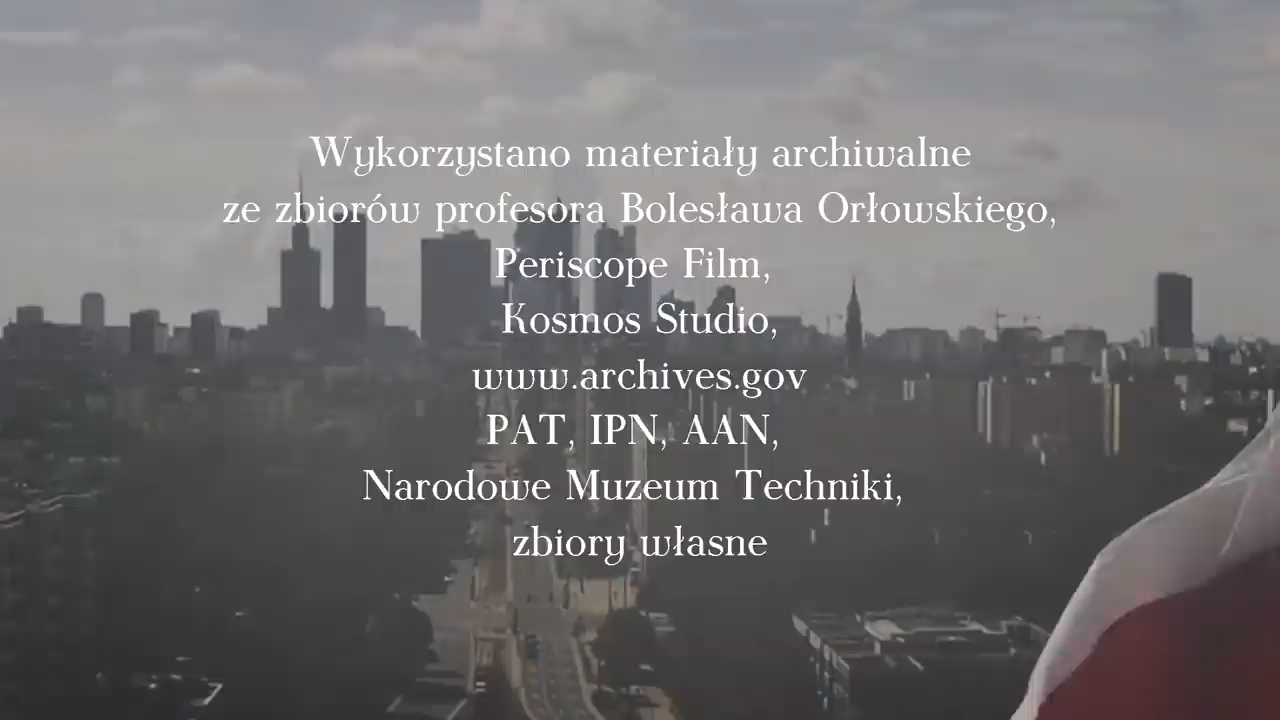 Wykorzystano materiały archiwalne
ze zbiorów profesora Bolesława Orłowskiego,
Periscope Film,
Kosmos Studio,
www.archives.gov
PAT, IPN, AAN,
Narodowe Muzeum Techniki,
zbiory własne